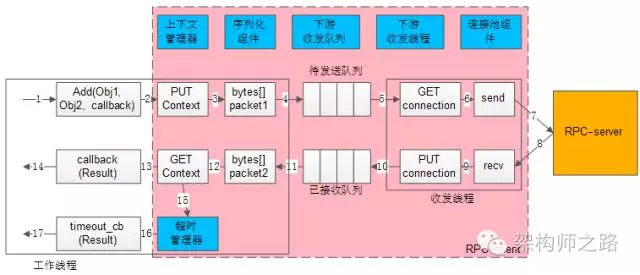 上下文
管理器
序列化
组件
下游
收发队列
下游
收发线程
连接池组
件
待发送队列
1
Add(Obj1,
Obj2, callback)
2
PUT
Context
3
bytes[]
packet1
4
5
GET
connection
6
send
7
RPC-server
8
14
callback
(Result)
13
GET
Context
12
bytes[]
packet2
11
10
PUT
connection
9
recv
已接收队列
收发线程
15
17
timeout_cb
(Result)
16
超时
管理器
工作线程
架构师之路